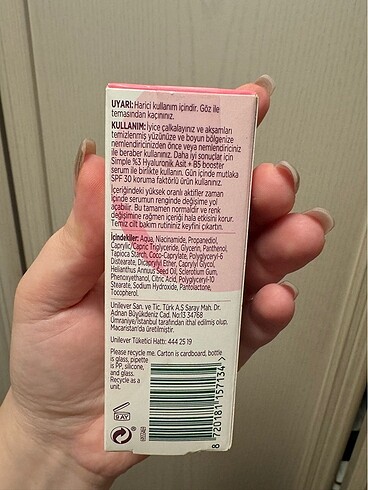 UYARI: Harici kullanım içindir. Göz ile
temasından kaçınınız.
KULLANIM: İyice çalkalayınız ve akşamları
temizlenmiş yüzünüze ve boyun bölgenize
nemlendiricinizden önce veya nemlendiriciniz
ile beraber kullanınız. Daha iyi sonuçlar için
Simple %3 Hyaluronik Asit + B5 booster
serum ile birlikte kullanın. Gün içinde mutlaka
SPF 30 koruma faktörlü ürün kullanınız.
İçeriğindeki yüksek oranlı aktifler zaman
içinde serumun renginde değişime yol
açabilir. Bu tamamen normaldir ve renk
değişimine rağmen içeriği hala etkisini korur.
Temiz cilt bakım rutininiz keyfini çıkartın.
İçindekiler: Aqua, Niacinamide, Propanediol,
Caprylic/Capric Triglyceride, Glycerin, Panthenol,
Tapioca Starch, Coco-Caprylate, Polyglyceryl-6
Distearate, Dicaprylyl Ether, Caprylyl Glycol,
Helianthus Annuus Seed Oil, Sclerotium Gum,
Phenoxyethanol, Citric Acid, Polyglyceryl-10
Stearate, Sodium Hydroxide, Pantolactone,
Tocopherol.
Unilever San. ve Tic. Türk A.S Saray Mah. Dr.
Adnan Büyükdeniz Cad. No:13 34768
Ümraniye/İstanbul tarafından ithal edilmiş olup,
Macaristan'da üretilmiştir.
Unilever Tüketici Hattı: 444 25 19
Please recycle me. Carton is cardboard, bottle
is glass, pipette
is PP, silicone,
and glass.
Recycle as a
unit.
8 720181 157134 >